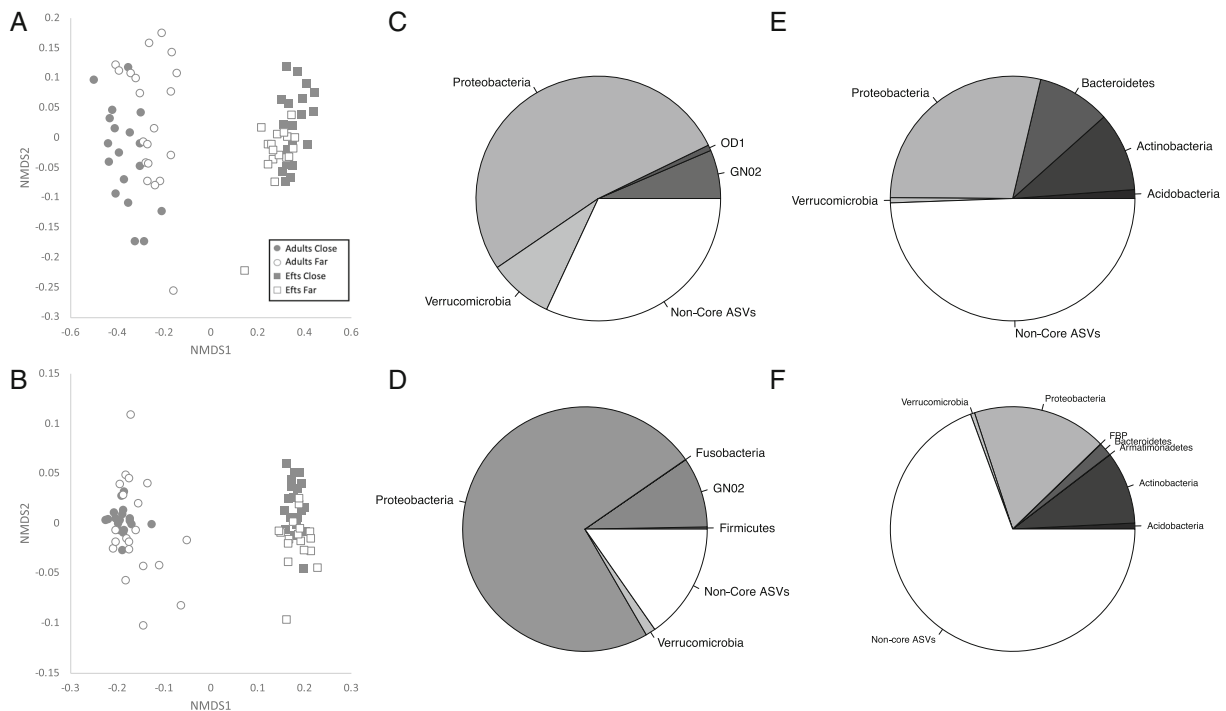 A
0.2
0.15
0.1
0.05
0
-0.05
-0.1
-0.15
-0.2
-0.25
-0.3
NMDS2
-0.6
-0.4
-0.2
0
0.2
0.4
0.6
NMDS1
Adults Close
Adults Far
Efts Close
Efts Far
B
0.15
0.1
0.05
0
-0.05
-0.1
-0.15
NMDS2
-0.3
-0.2
-0.1
0
0.1
0.2
0.3
NMDS1
C
Proteobacteria
OD1
GN02
Verrucomicrobia
Non-Core ASVs
D
Fusobacteria
GN02
Proteobacteria
Firmicutes
Non-Core ASVs
Verrucomicrobia
E
Proteobacteria
Bacteroidetes
Actinobacteria
Acidobacteria
Verrucomicrobia
Non-Core ASVs
F
Verrucomicrobia
Proteobacteria
FBP
Bacteroidetes
Armatimonadetes
Actinobacteria
Acidobacteria
Non-core ASVs